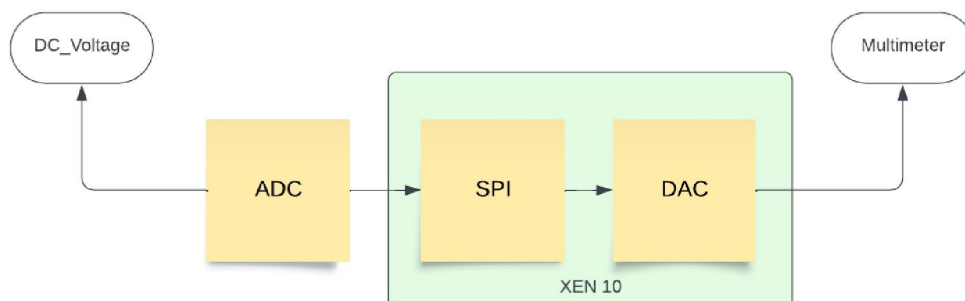 DC_Voltage
Multimeter
ADC
SPI
DAC
XEN 10